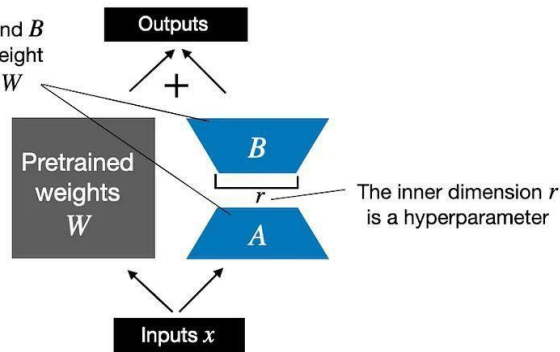 Outputs
nd B
eight
W
+
Pretrained
weights
W
B
r
A
The inner dimension r
is a hyperparameter
Inputs x